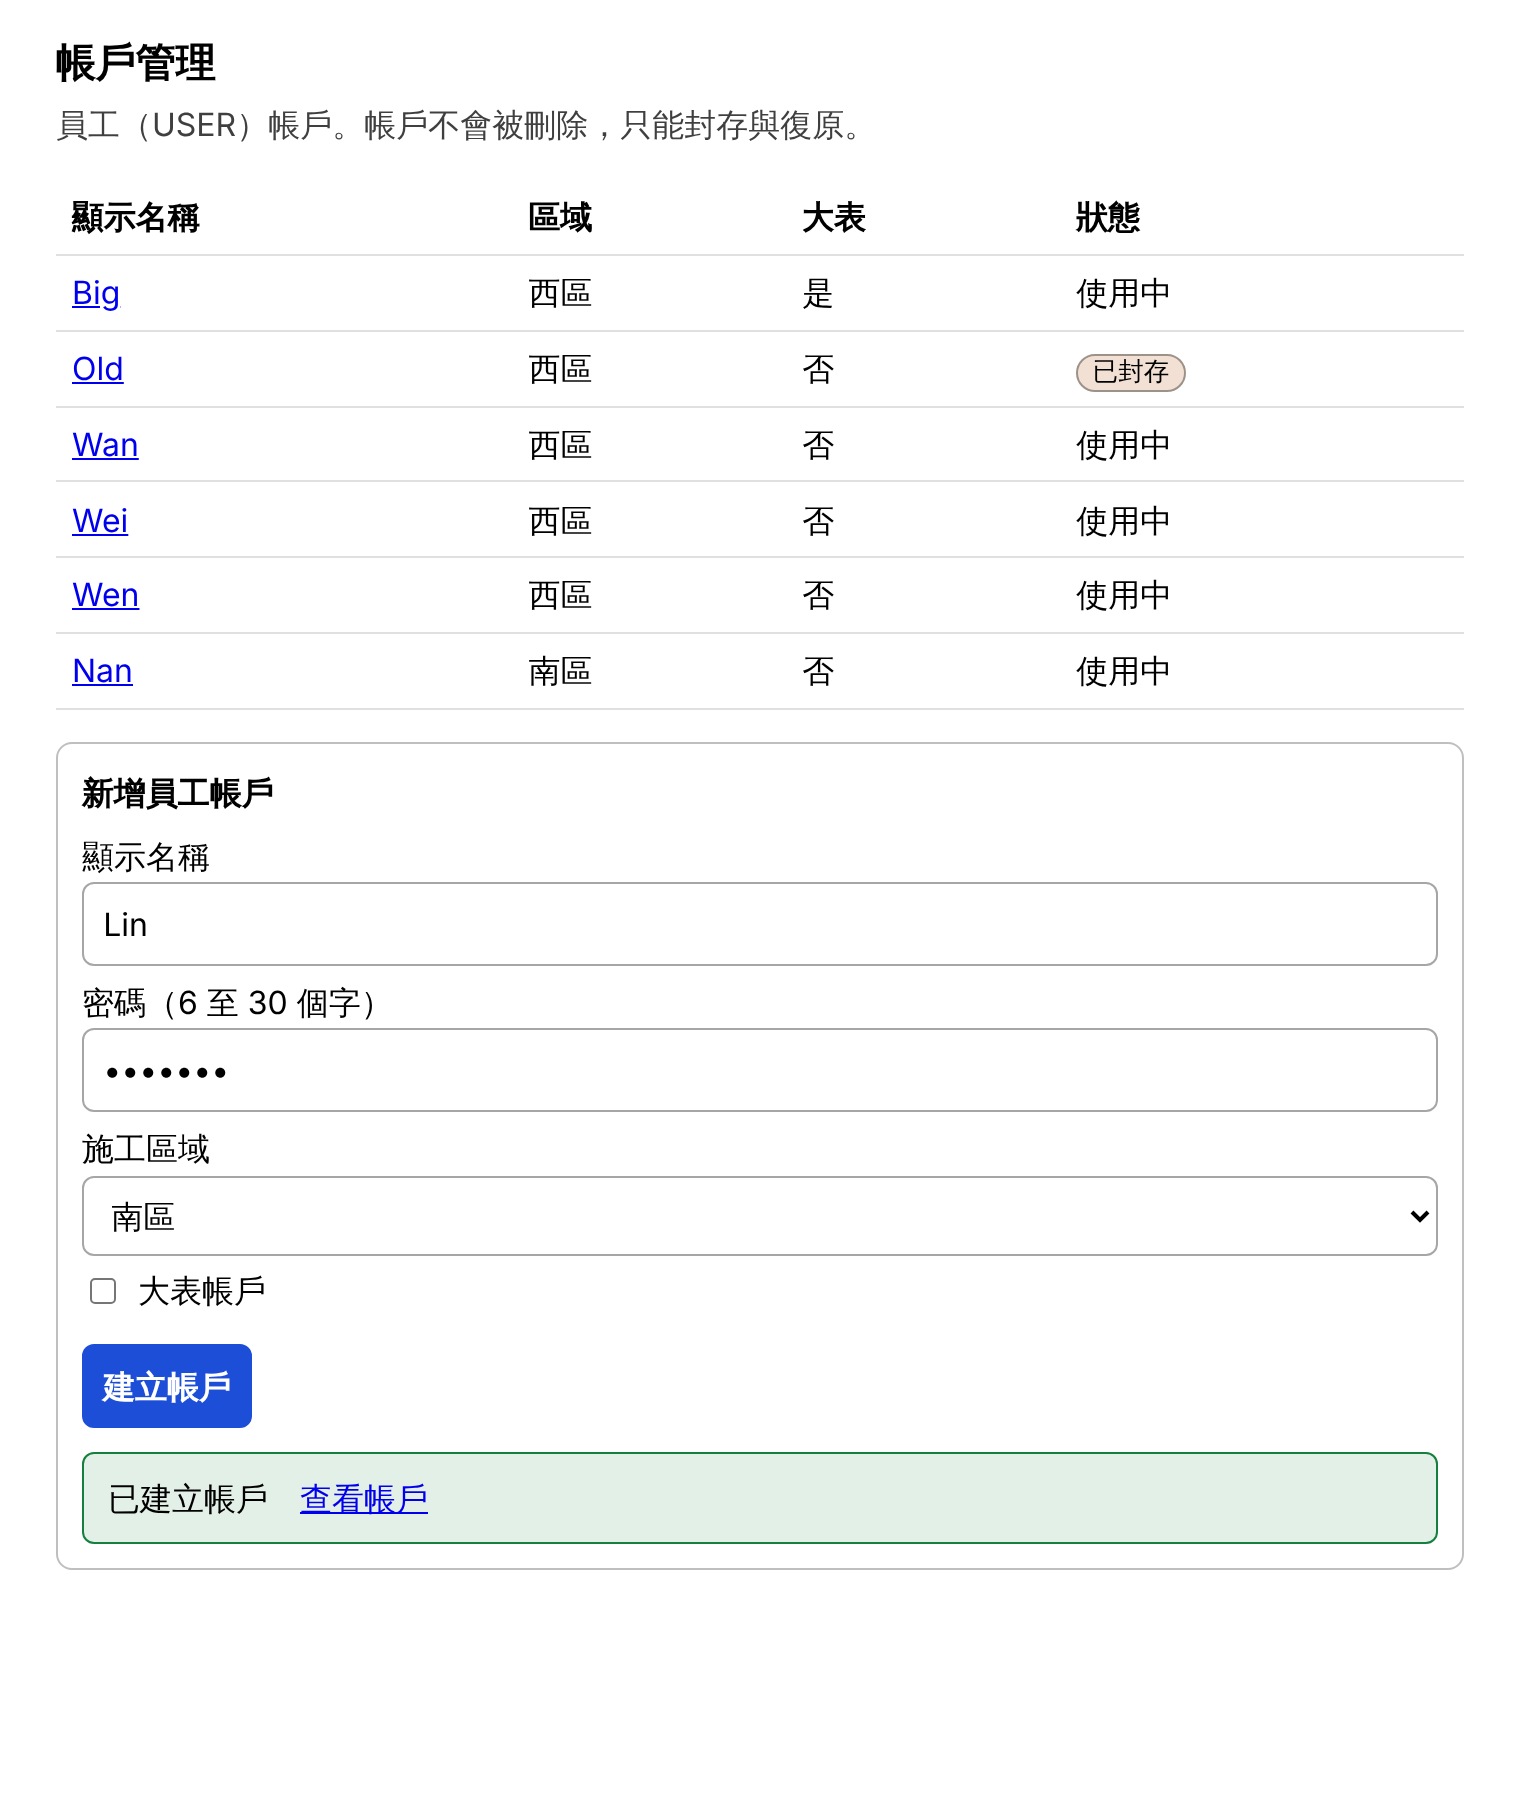 帳戶管理
員工（USER）帳戶。帳戶不會被刪除，只能封存與復原。
顯示名稱 區域 大表 狀態
Big 西區 是 使用中
Old 西區 否 已封存
Wan 西區 否 使用中
Wei 西區 否 使用中
Wen 西區 否 使用中
Nan 南區 否 使用中
新增員工帳戶
顯示名稱
Lin
密碼（6 至 30 個字）
•••••••
施工區域
南區
大表帳戶
建立帳戶
已建立帳戶 查看帳戶